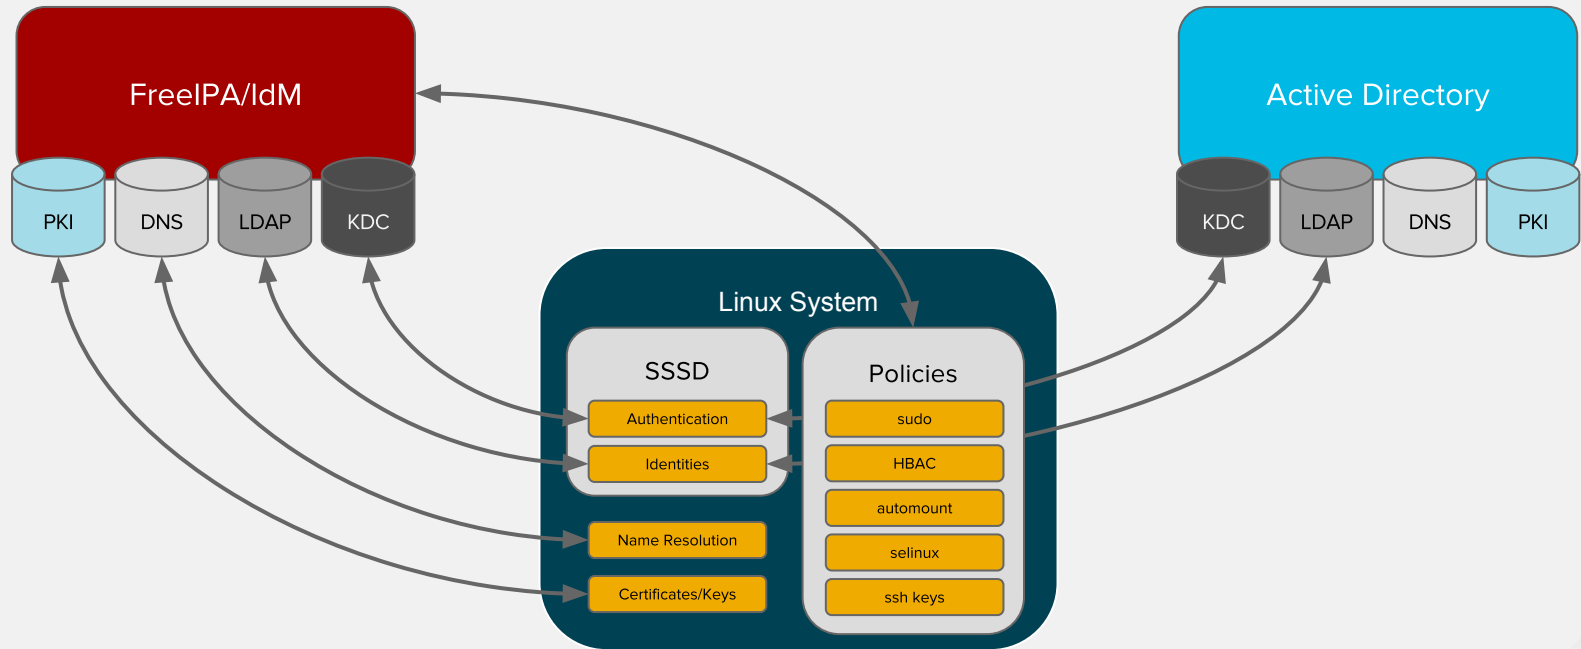 FreeIPA/IdM
Active Directory
PKI
DNS
LDAP
KDC
KDC
LDAP
DNS
PKI
Linux System
SSSD
Authentication
Identities
Name Resolution
Certificates/Keys
Policies
sudo
HBAC
automount
selinux
ssh keys